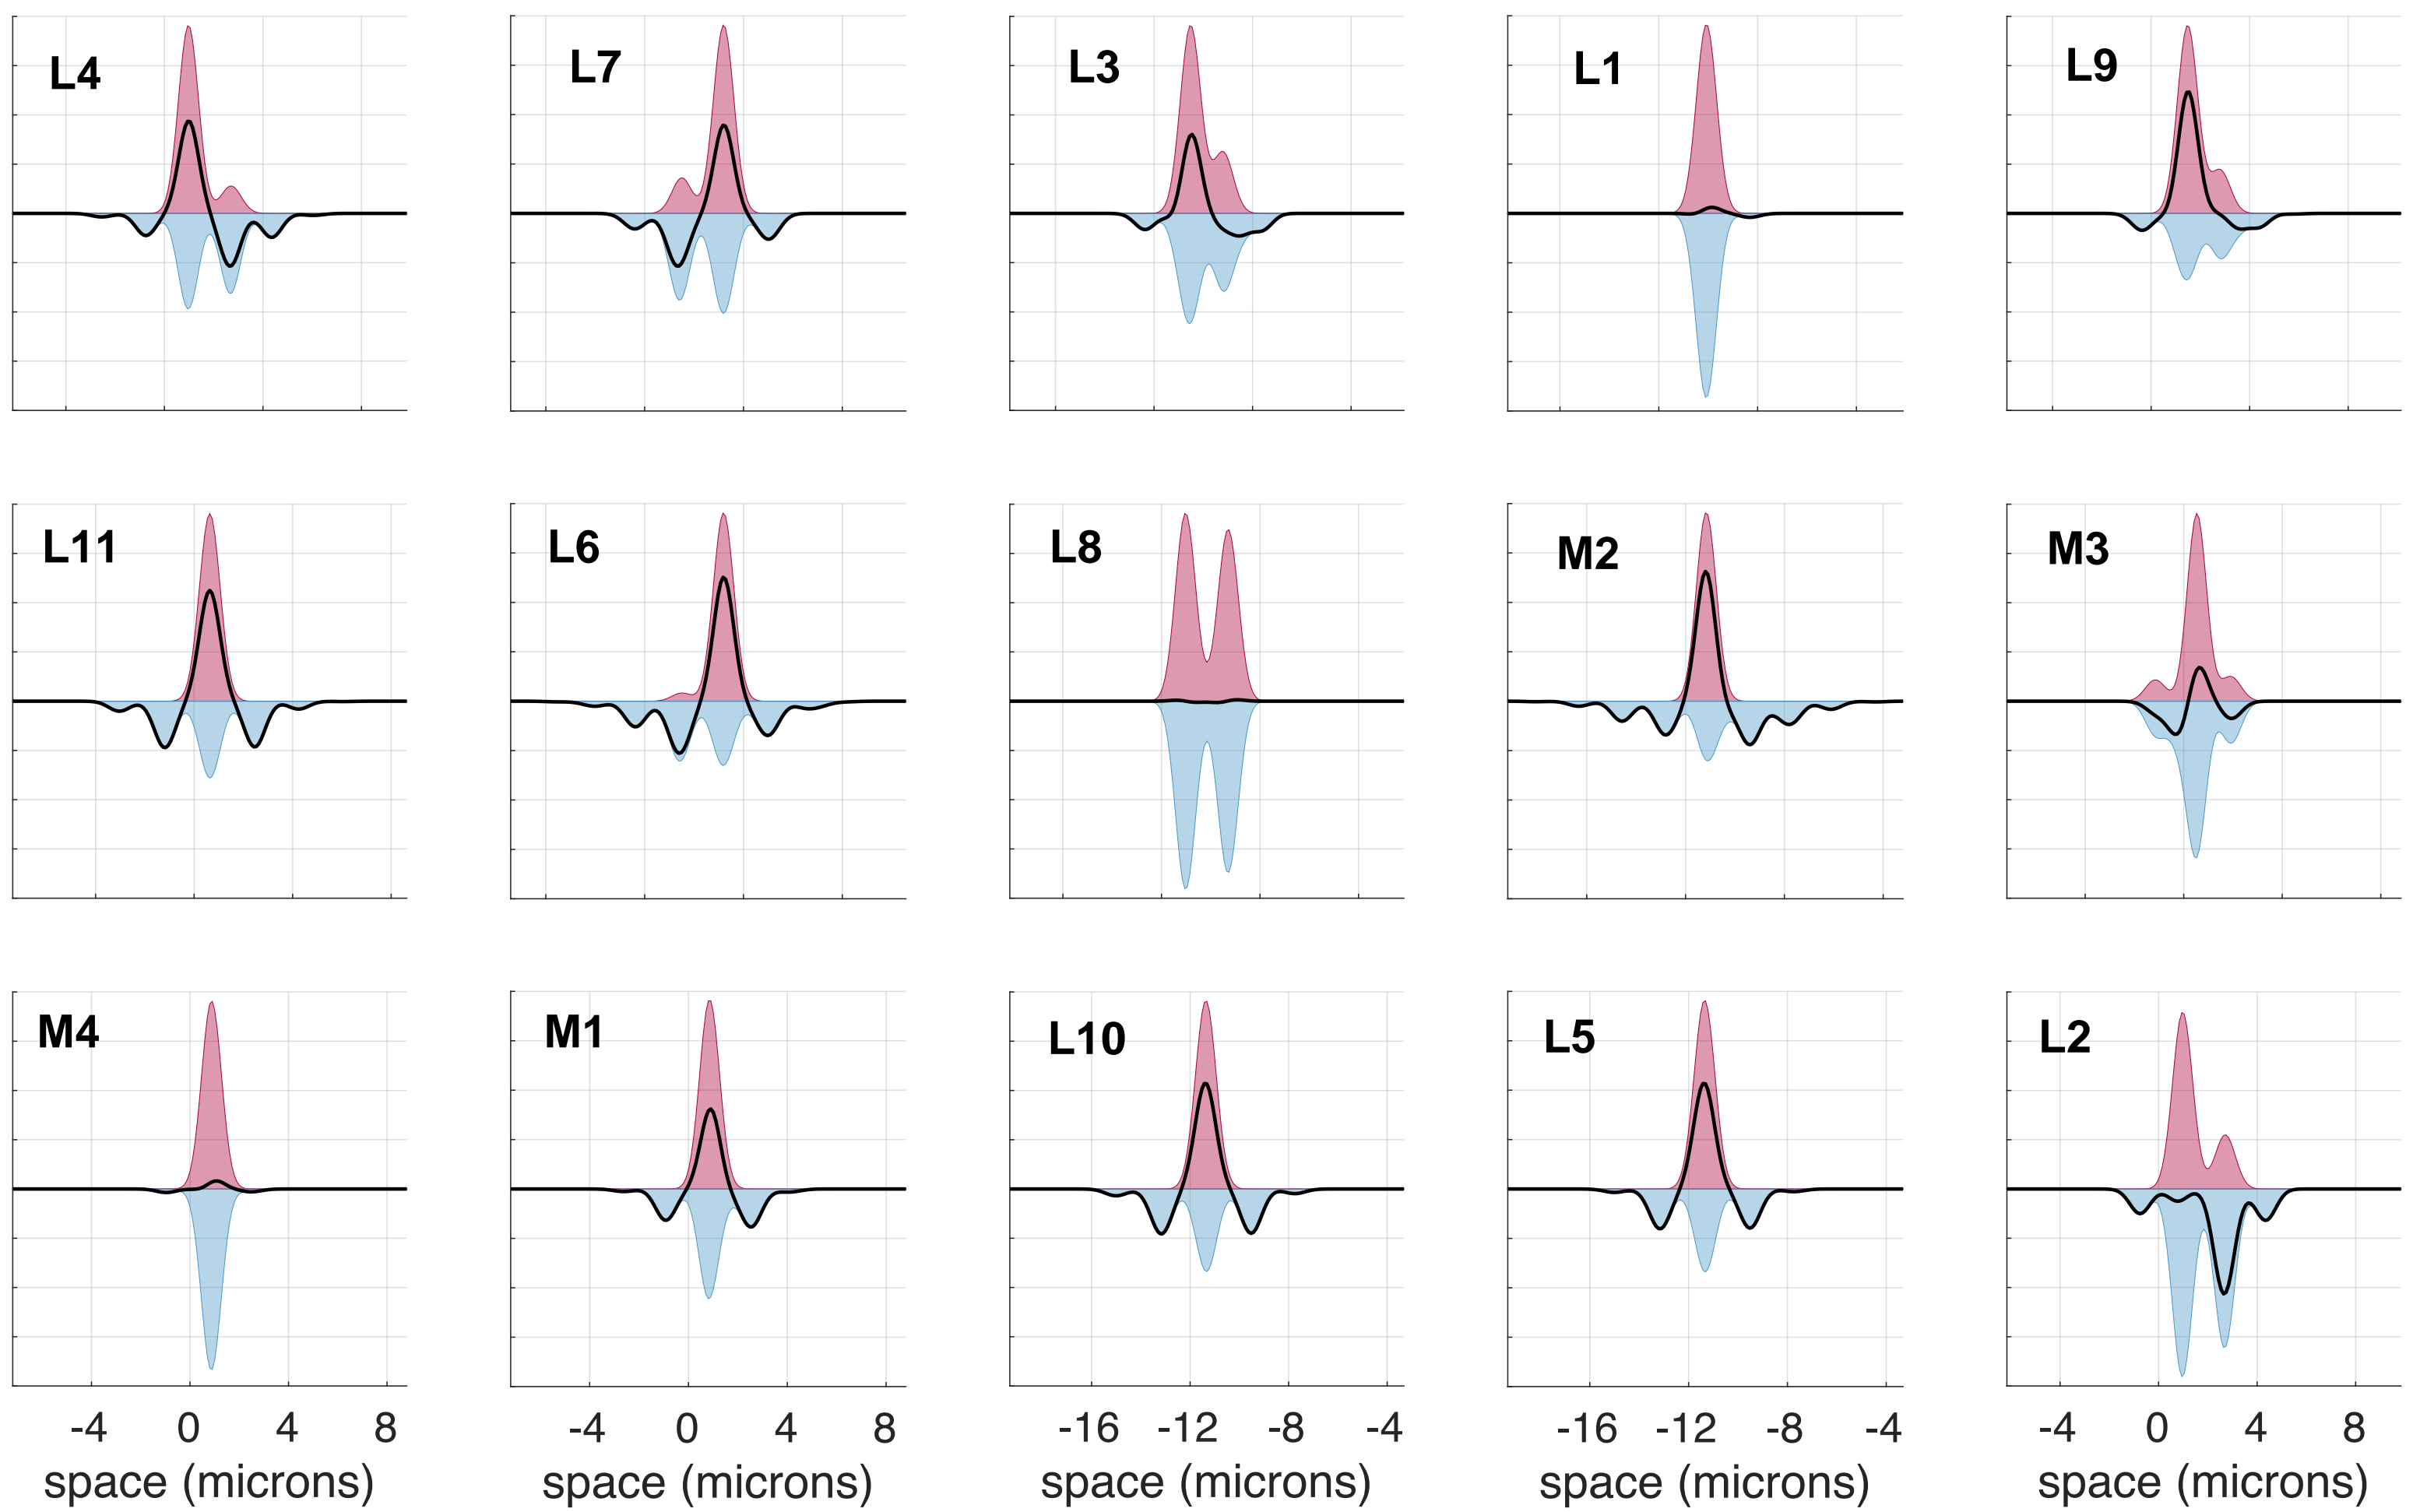 L4 L7 L3 L1 L9
L11 L6 L8 M2 M3
M4 M1 L10 L5 L2
-4 0 4 8 -4 0 4 8 -16 -12 -8 -4 -16 -12 -8 -4 -4 0 4 8
space (microns) space (microns) space (microns) space (microns) space (microns)